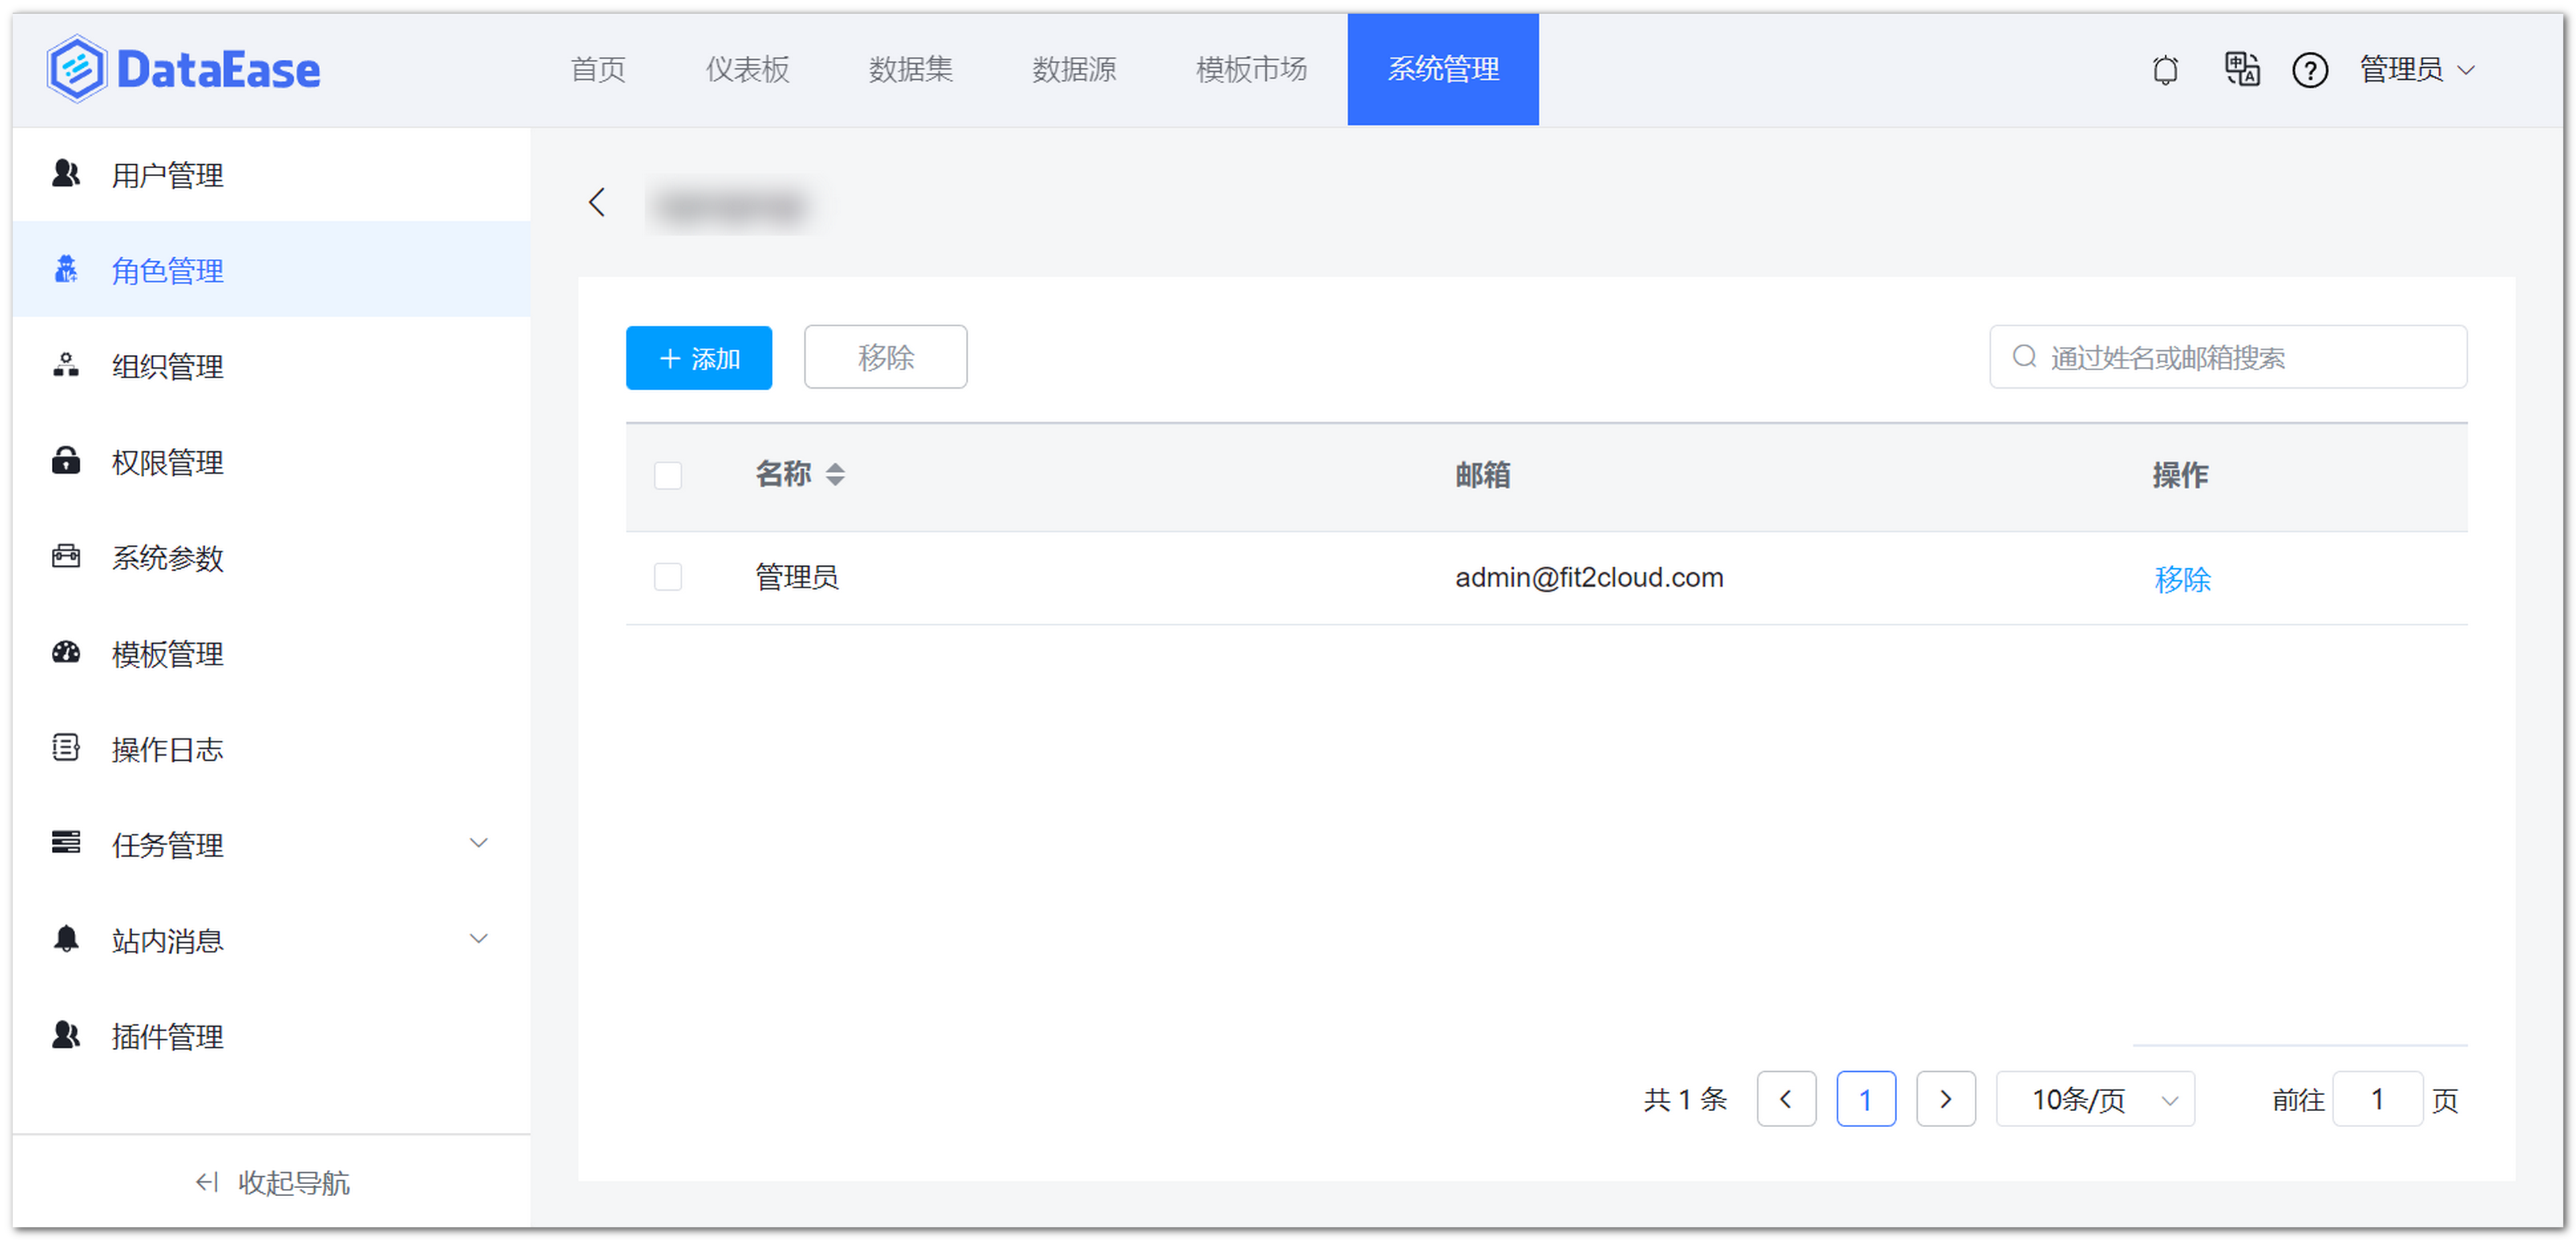 DataEase 首页 仪表板 数据集 数据源 模板市场 系统管理 管理员
用户管理
角色管理
组织管理
权限管理
系统参数
模板管理
操作日志
任务管理
站内消息
插件管理
收起导航
添加 移除 通过姓名或邮箱搜索
名称 邮箱 操作
管理员 admin@fit2cloud.com 移除
共 1 条 1 10条/页 前往 1 页